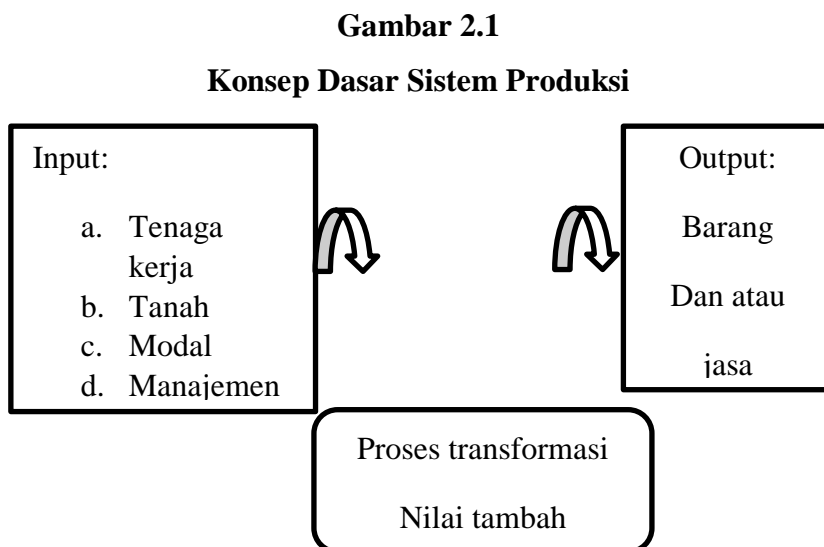 Gambar 2.1
Konsep Dasar Sistem Produksi
Input:
a. Tenaga
kerja
b. Tanah
c. Modal
d. Manajemen
Output:
Barang
Dan atau
jasa
Proses transformasi
Nilai tambah